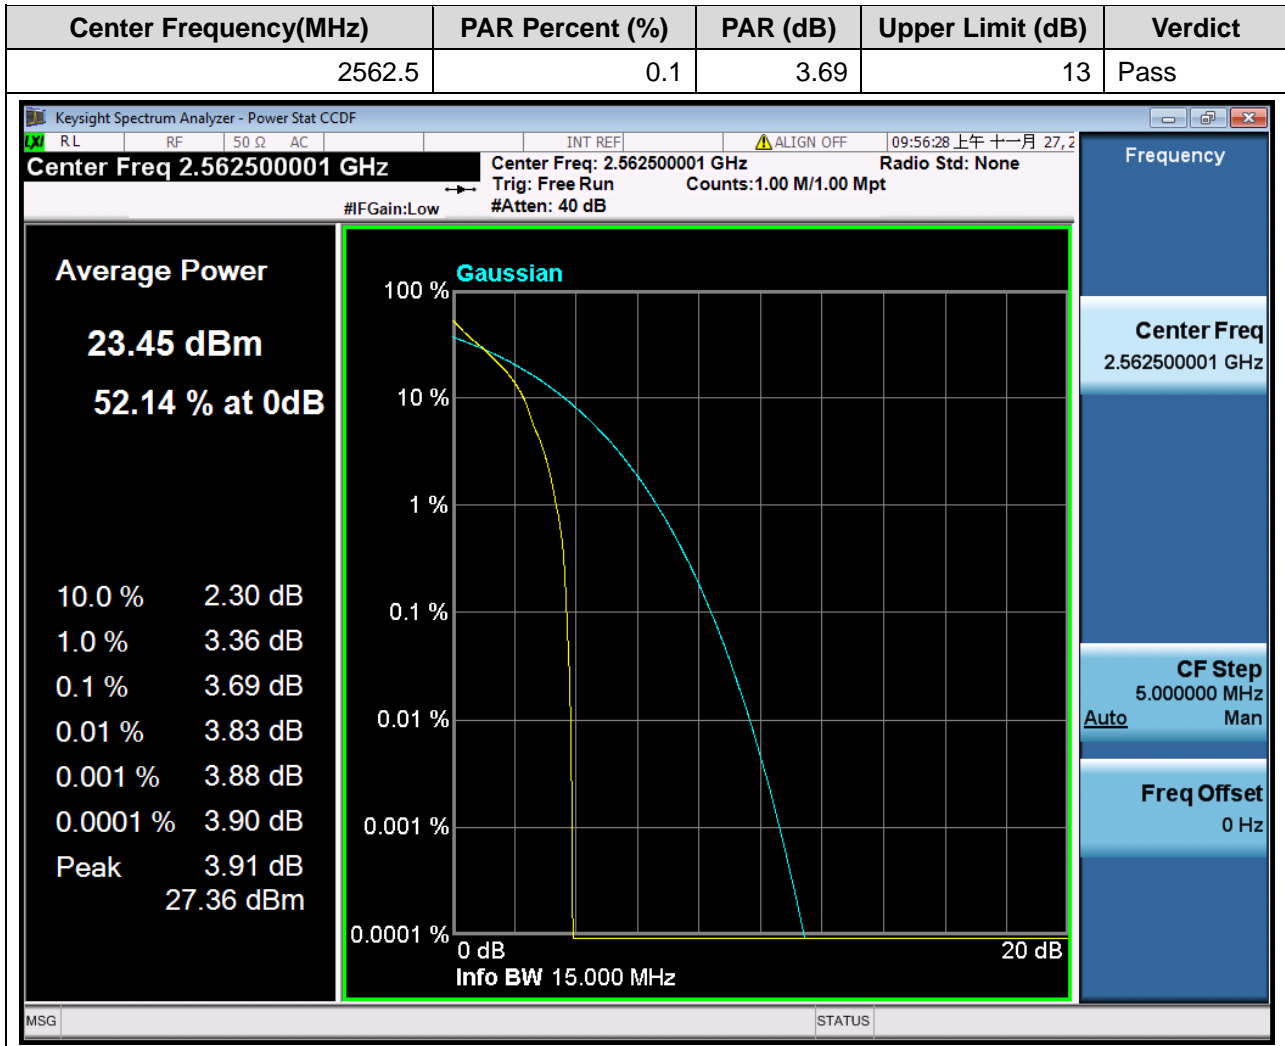 Center Frequency(MHz) PAR Percent (%) PAR (dB) Upper Limit (dB) Verdict
2562.5 0.1 3.69 13 Pass
Keysight Spectrum Analyzer - Power Stat CCDF
LXI RL RF 50 Ω AC INT REF ALIGN OFF 09:56:28 上午 十一月 27, 2
Center Freq 2.562500001 GHz
#IFGain:Low
Center Freq: 2.562500001 GHz Radio Std: None
Trig: Free Run Counts:1.00 M/1.00 Mpt
#Atten: 40 dB
Average Power
23.45 dBm
52.14 % at 0dB
10.0 % 2.30 dB
1.0 % 3.36 dB
0.1 % 3.69 dB
0.01 % 3.83 dB
0.001 % 3.88 dB
0.0001 % 3.90 dB
Peak 3.91 dB
27.36 dBm
Gaussian
100 %
10 %
1 %
0.1 %
0.01 %
0.001 %
0.0001 %
0 dB 20 dB
Info BW 15.000 MHz
Frequency
Center Freq
2.562500001 GHz
CF Step
5.000000 MHz
Auto Man
Freq Offset
0 Hz
MSG STATUS